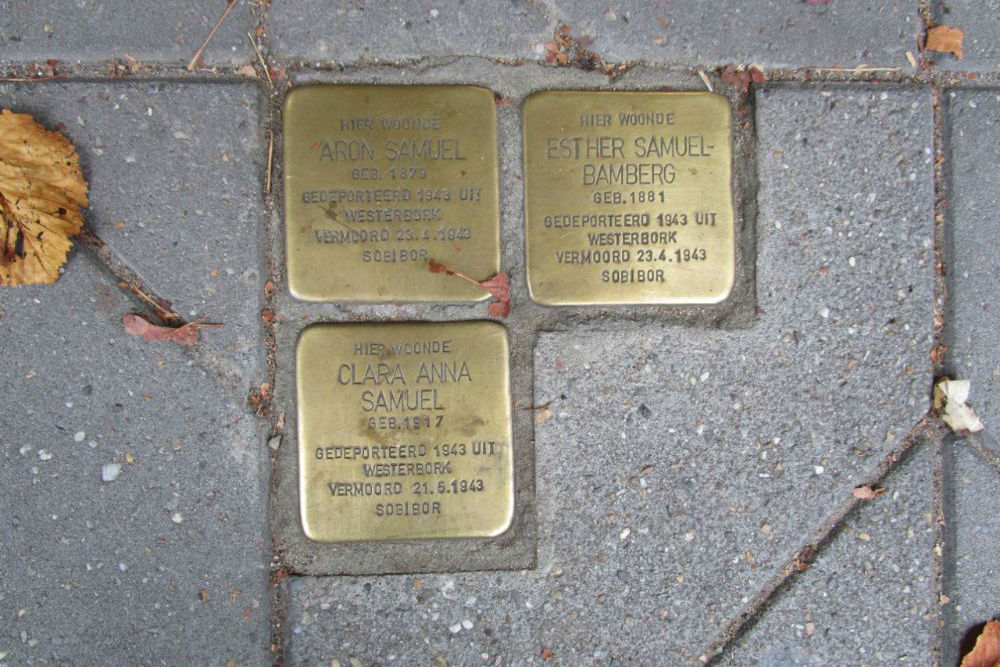 HIER WOONDE
ARON SAMUEL
GEB. 1879
GEDEPORTEERD 1943 UIT
WESTERBORK
VERMOORD 23.4.1943
SOBIBOR
HIER WOONDE
ESTHER SAMUEL-
BAMBERG
GEB. 1881
GEDEPORTEERD 1943 UIT
WESTERBORK
VERMOORD 23.4.1943
SOBIBOR
HIER WOONDE
CLARA ANNA
SAMUEL
GEB. 1917
GEDEPORTEERD 1943 UIT
WESTERBORK
VERMOORD 21.5.1943
SOBIBOR